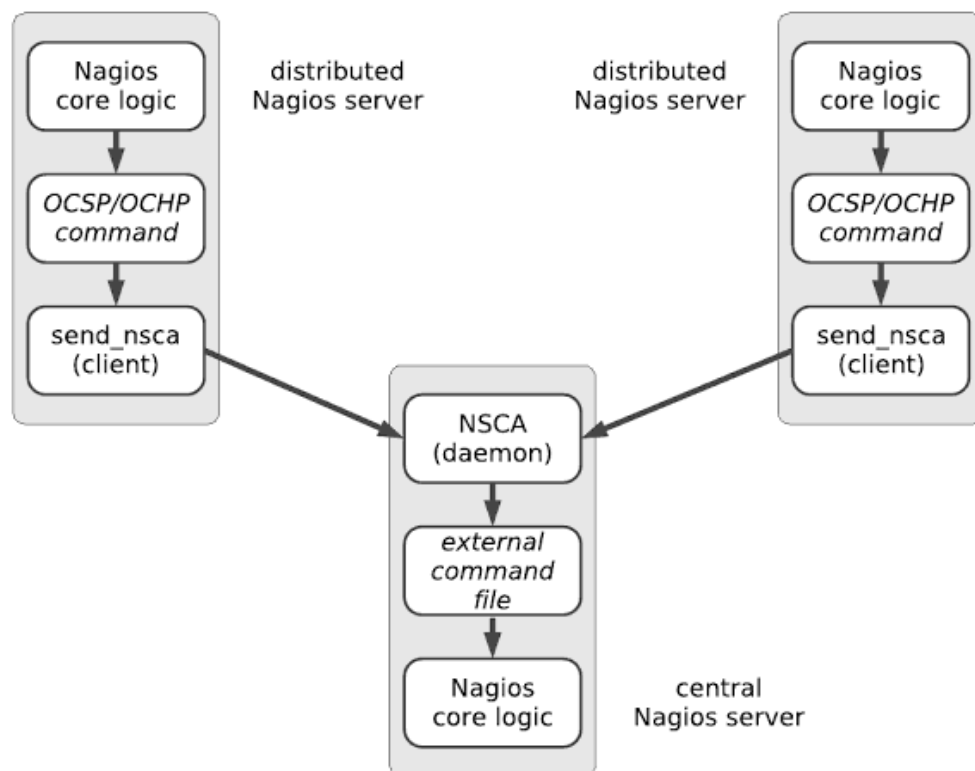 Nagios
core logic
OCSP/OCHP
command
send_nsca
(client)
distributed
Nagios server
distributed
Nagios server
Nagios
core logic
OCSP/OCHP
command
send_nsca
(client)
NSCA
(daemon)
external
command
file
Nagios
core logic
central
Nagios server